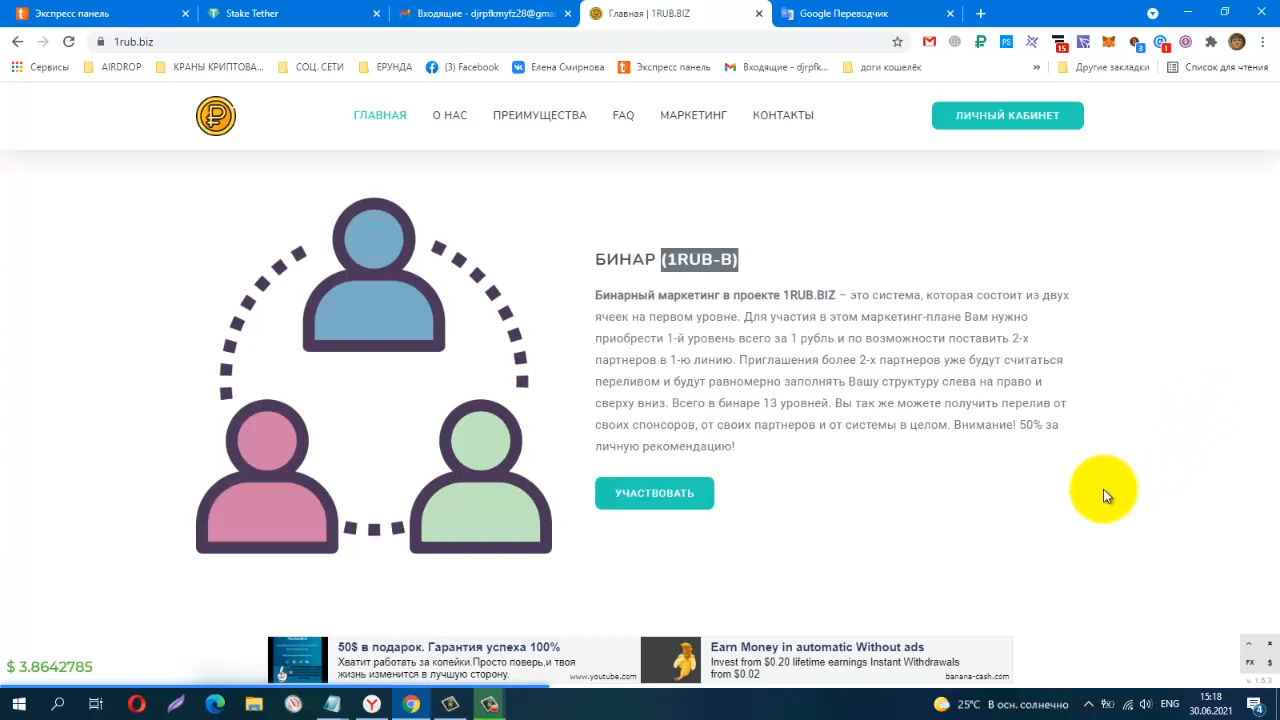 Экспресс панель
Stake Tether
Входящие - djrpfkmyfz28@gma
Главная | 1RUB.BIZ
Google Переводчик
1rub.biz
Сервисы
AIRDROP
КРАНЫ КРИПТОВА...
СОЦ. СЕТИ
ЕРУНДА
(3) Facebook
Елена Смирнова
Экспресс панель
Входящие - djrpfk...
доги кошелёк
»
Другие закладки
Список для чтения
ГЛАВНАЯ
О НАС
ПРЕИМУЩЕСТВА
FAQ
МАРКЕТИНГ
КОНТАКТЫ
ЛИЧНЫЙ КАБИНЕТ
БИНАР (1RUB-B)
Бинарный маркетинг в проекте 1RUB.BIZ – это система, которая состоит из двух
ячеек на первом уровне. Для участия в этом маркетинг-плане Вам нужно
приобрести 1-й уровень всего за 1 рубль и по возможности поставить 2-х
партнеров в 1-ю линию. Приглашения более 2-х партнеров уже будут считаться
переливом и будут равномерно заполнять Вашу структуру слева на право и
сверху вниз. Всего в бинаре 13 уровней. Вы так же можете получить перелив от
своих спонсоров, от своих партнеров и от системы в целом. Внимание! 50% за
личную рекомендацию!
УЧАСТВОВАТЬ
50$ в подарок. Гарантия успеха 100%
Хватит работать за копейки.Просто поверь,и твоя
жизнь изменится в лучшую сторону.
www.youtube.com
Earn Money in automatic Without ads
Invest from $0.20 lifetime earnings Instant Withdrawals
from $0.02
banana-cash.com
$ 3.8642785
FX $
v. 1.5.3
25°C В осн. солнечно
ENG
15:18
30.06.2021